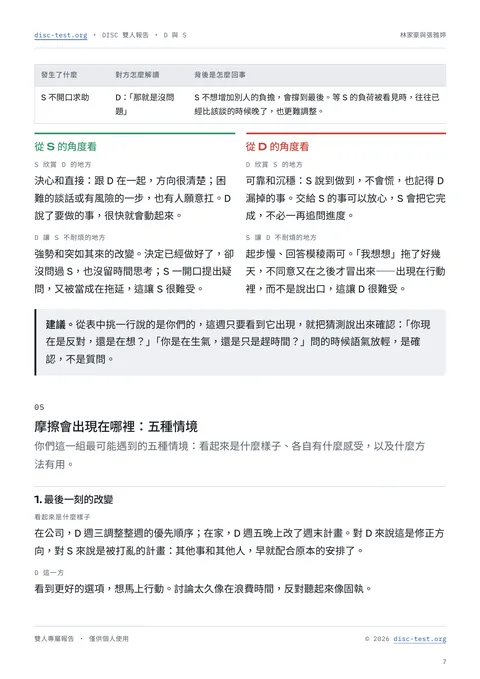 disc-test.org · DISC 雙人報告 · D 與 S
林家豪與張雅婷
發生了什麼
對方怎麼解讀
背後是怎麼回事
S 不開口求助
D：「那就是沒問
題」
S 不想增加別人的負擔，會撐到最後。等 S 的負荷被看見時，往往已
經比該談的時候晚了，也更難調整。
從 S 的角度看
S 欣賞 D 的地方
決心和直接：跟 D 在一起，方向很清楚；困
難的談話或有風險的一步，也有人願意扛。D
說了要做的事，很快就會動起來。
D 讓 S 不耐煩的地方
強勢和突如其來的改變。決定已經做好了，卻
沒問過 S，也沒留時間思考；S 一開口提出疑
問，又被當成在拖延，這讓 S 很難受。
從 D 的角度看
D 欣賞 S 的地方
可靠和沉穩：S 說到做到，不會慌，也記得 D
漏掉的事。交給 S 的事可以放心，S 會把它完
成，不必一再追問進度。
S 讓 D 不耐煩的地方
起步慢、回答模稜兩可。「我想想」拖了好幾
天，不同意又在之後才冒出來——出現在行動
裡，而不是說出口，這讓 D 很難受。
建議。從表中挑一行說的是你們的，這週只要看到它出現，就把猜測說出來確認：「你現
在是反對，還是在想？」「你是在生氣，還是只是趕時間？」問的時候語氣放輕，是確
認，不是質問。
05
摩擦會出現在哪裡：五種情境
你們這一組最可能遇到的五種情境：看起來是什麼樣子、各自有什麼感受，以及什麼方
法有用。
1. 最後一刻的改變
看起來是什麼樣子
在公司，D 週三調整整週的優先順序；在家，D 週五晚上改了週末計畫。對 D 來說這是修正方
向，對 S 來說是被打亂的計畫：其他事和其他人，早就配合原本的安排了。
D 這一方
看到更好的選項，想馬上行動。討論太久像在浪費時間，反對聽起來像固執。
雙人專屬報告 · 僅供個人使用
© 2026 disc-test.org
7